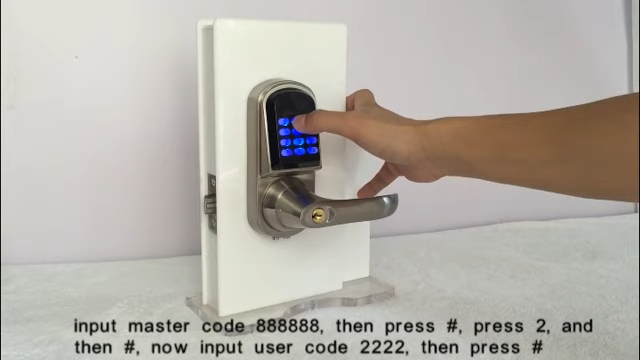 input master code 888888, then press #, press 2, and
then #, now input user code 2222, then press #